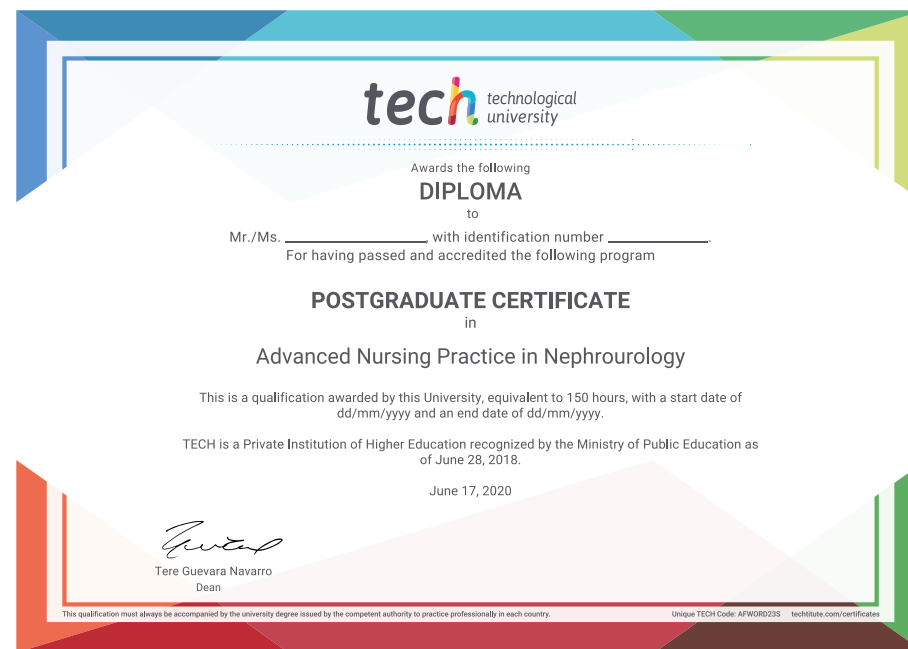 tech technological
university
Awards the following
DIPLOMA
to
Mr./Ms. ____________, with identification number ____________.
For having passed and accredited the following program
POSTGRADUATE CERTIFICATE
in
Advanced Nursing Practice in Nephrourology
This is a qualification awarded by this University, equivalent to 150 hours, with a start date of
dd/mm/yyyy and an end date of dd/mm/yyyy.
TECH is a Private Institution of Higher Education recognized by the Ministry of Public Education as
of June 28, 2018.
June 17, 2020
Tere Guevara Navarro
Dean
This qualification must always be accompanied by the university degree issued by the competent authority to practice professionally in each country. Unique TECH Code: AFWORD23S techtitute.com/certificates